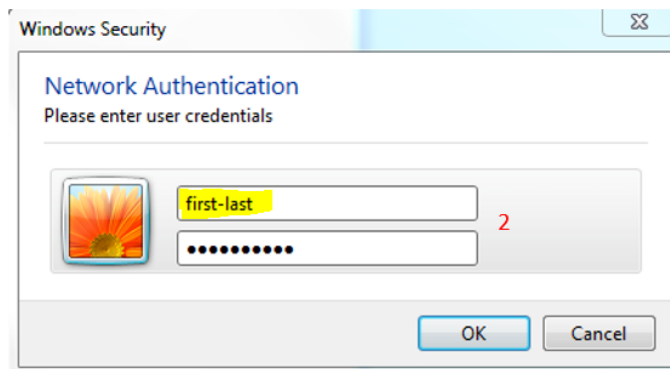 Windows Security
Network Authentication
Please enter user credentials
first-last
2
••••••••••
OK Cancel